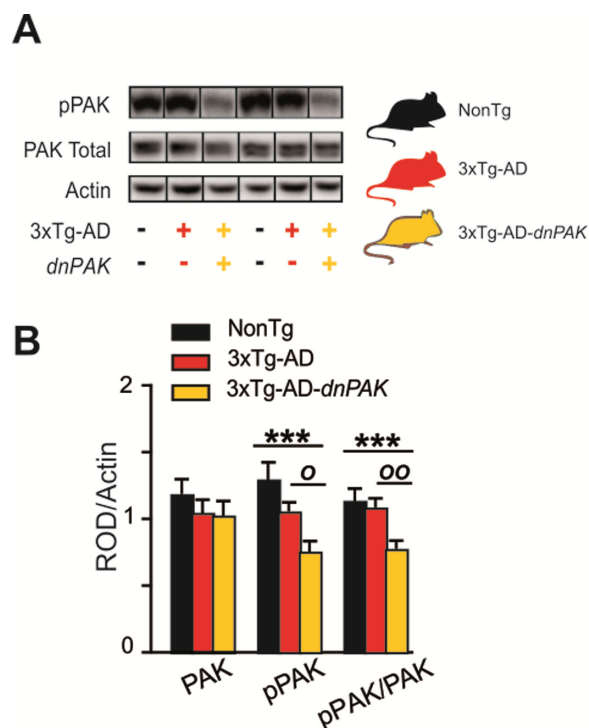 A
pPAK
PAK Total
Actin
3xTg-AD - + + - + +
dnPAK - - + - - +
NonTg
3xTg-AD
3xTg-AD-dnPAK
B
NonTg
3xTg-AD
3xTg-AD-dnPAK
ROD/Actin
2
1
0
*** 
o
***
oo
PAK
pPAK
pPAK/PAK